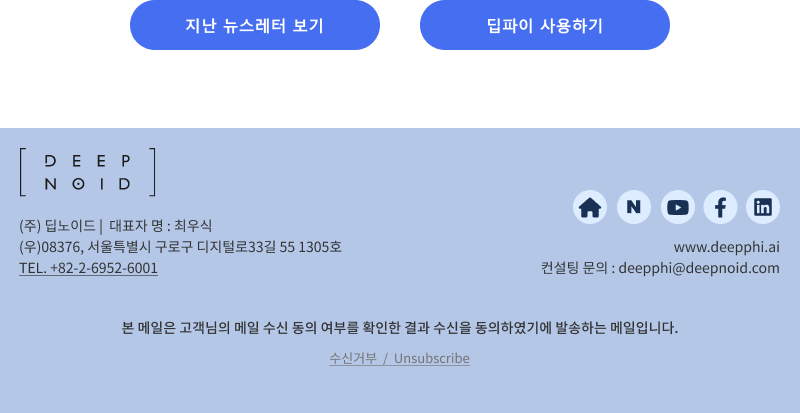 지난 뉴스레터 보기
딥파이 사용하기
DEEP
NOID
(주) 딥노이드 | 대표자 명 : 최우식
(우)08376, 서울특별시 구로구 디지털로33길 55 1305호
TEL. +82-2-6952-6001
www.deepphi.ai
컨설팅 문의 : deepphi@deepnoid.com
본 메일은 고객님의 메일 수신 동의 여부를 확인한 결과 수신을 동의하였기에 발송하는 메일입니다.
수신거부 / Unsubscribe